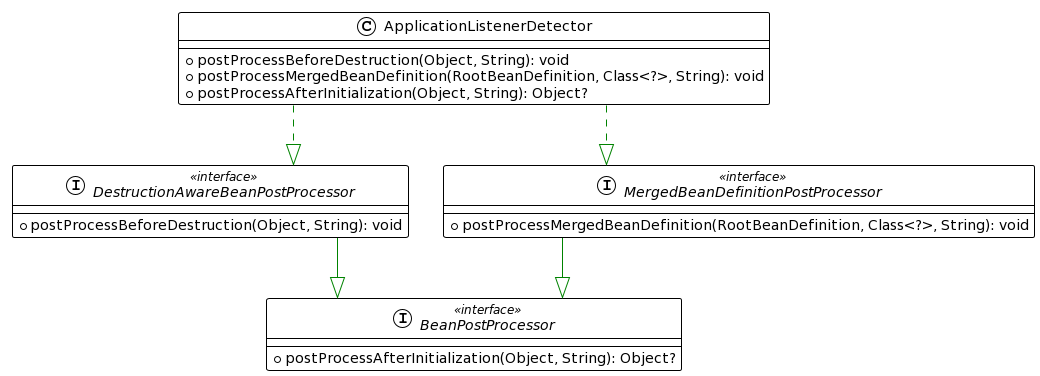 C ApplicationListenerDetector
postProcessBeforeDestruction(Object, String): void
postProcessMergedBeanDefinition(RootBeanDefinition, Class<?>, String): void
postProcessAfterInitialization(Object, String): Object?
«interface»
I DestructionAwareBeanPostProcessor
postProcessBeforeDestruction(Object, String): void
«interface»
I MergedBeanDefinitionPostProcessor
postProcessMergedBeanDefinition(RootBeanDefinition, Class<?>, String): void
«interface»
I BeanPostProcessor
postProcessAfterInitialization(Object, String): Object?